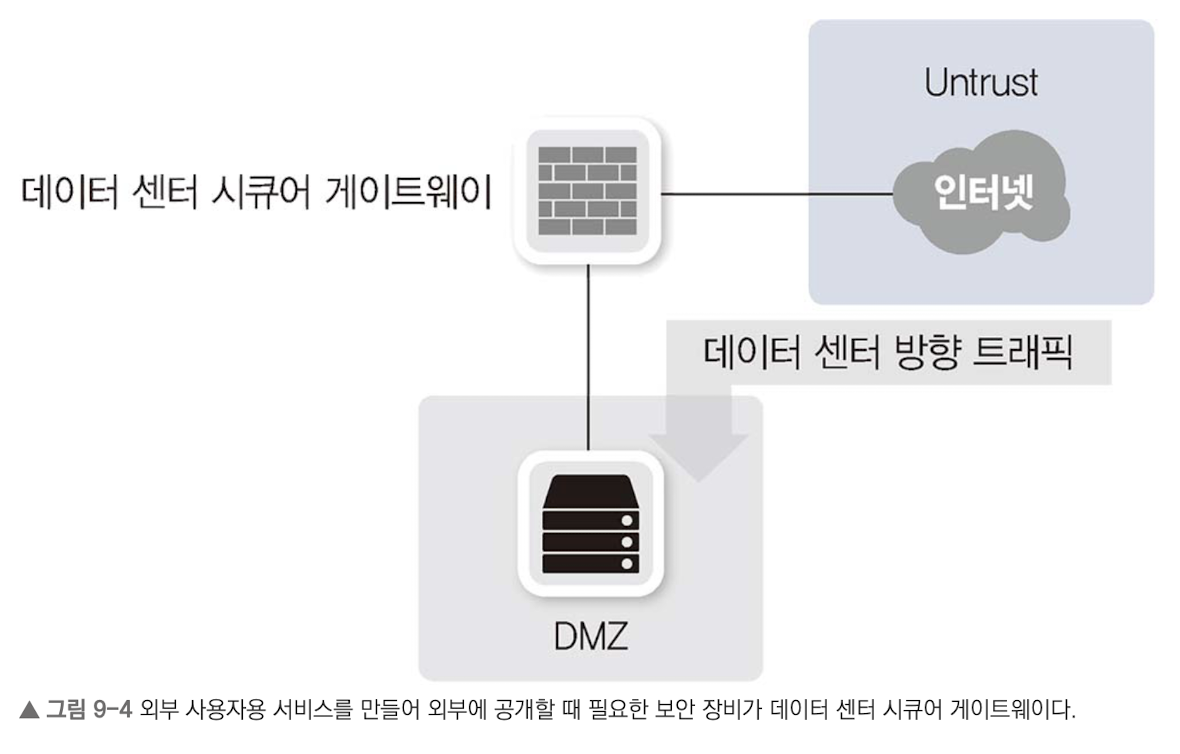 Untrust
데이터 센터 시큐어 게이트웨이
인터넷
데이터 센터 방향 트래픽
DMZ
▲ 그림 9-4 외부 사용자용 서비스를 만들어 외부에 공개할 때 필요한 보안 장비가 데이터 센터 시큐어 게이트웨이다.